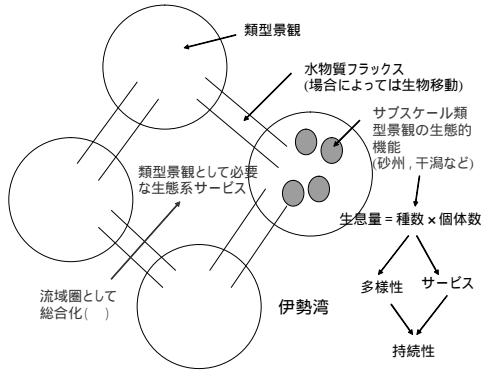 類型景観
水物質フラックス
(場合によっては生物移動)
サブスケール類
型景観の生態的
機能
(砂州，干潟など)
類型景観として必要
な生態系サービス
生息量＝種数×個体数
多様性
サービス
流域圏として
総合化(　)
伊勢湾
持続性